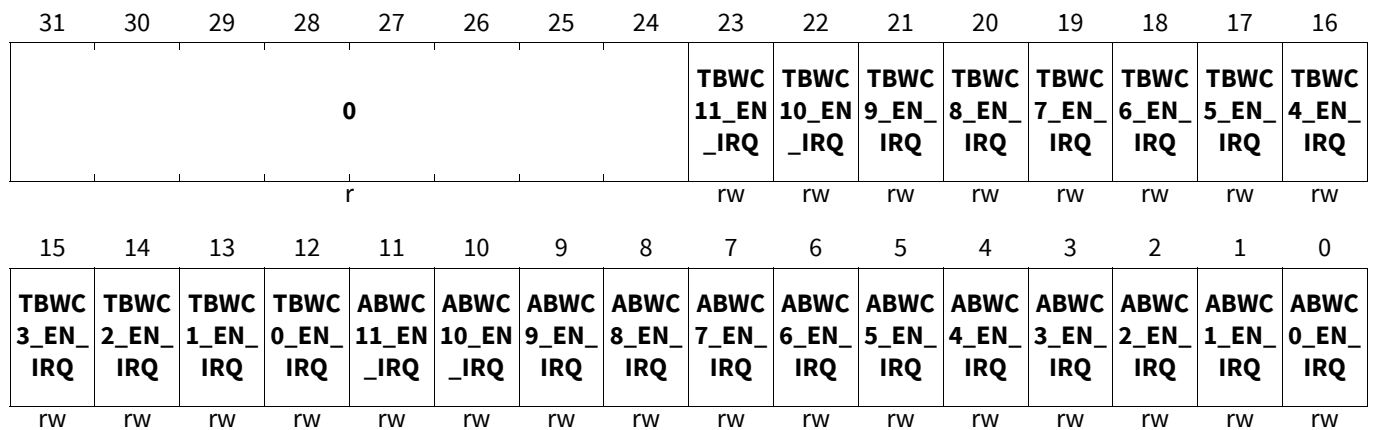 31 30 29 28 27 26 25 24 23 22 21 20 19 18 17 16
0
TBWC TBWC TBWC TBWC TBWC TBWC TBWC TBWC
11_EN 10_EN 9_EN_ 8_EN_ 7_EN_ 6_EN_ 5_EN_ 4_EN_
_IRQ _IRQ IRQ IRQ IRQ IRQ IRQ IRQ
r rw rw rw rw rw rw rw rw
15 14 13 12 11 10 9 8 7 6 5 4 3 2 1 0
TBWC TBWC TBWC TBWC ABWC ABWC ABWC ABWC ABWC ABWC ABWC ABWC ABWC ABWC ABWC ABWC
3_EN_ 2_EN_ 1_EN_ 0_EN_ 11_EN 10_EN 9_EN_ 8_EN_ 7_EN_ 6_EN_ 5_EN_ 4_EN_ 3_EN_ 2_EN_ 1_EN_ 0_EN_
IRQ IRQ IRQ IRQ _IRQ _IRQ IRQ IRQ IRQ IRQ IRQ IRQ IRQ IRQ IRQ IRQ
rw rw rw rw rw rw rw rw rw rw rw rw rw rw rw rw